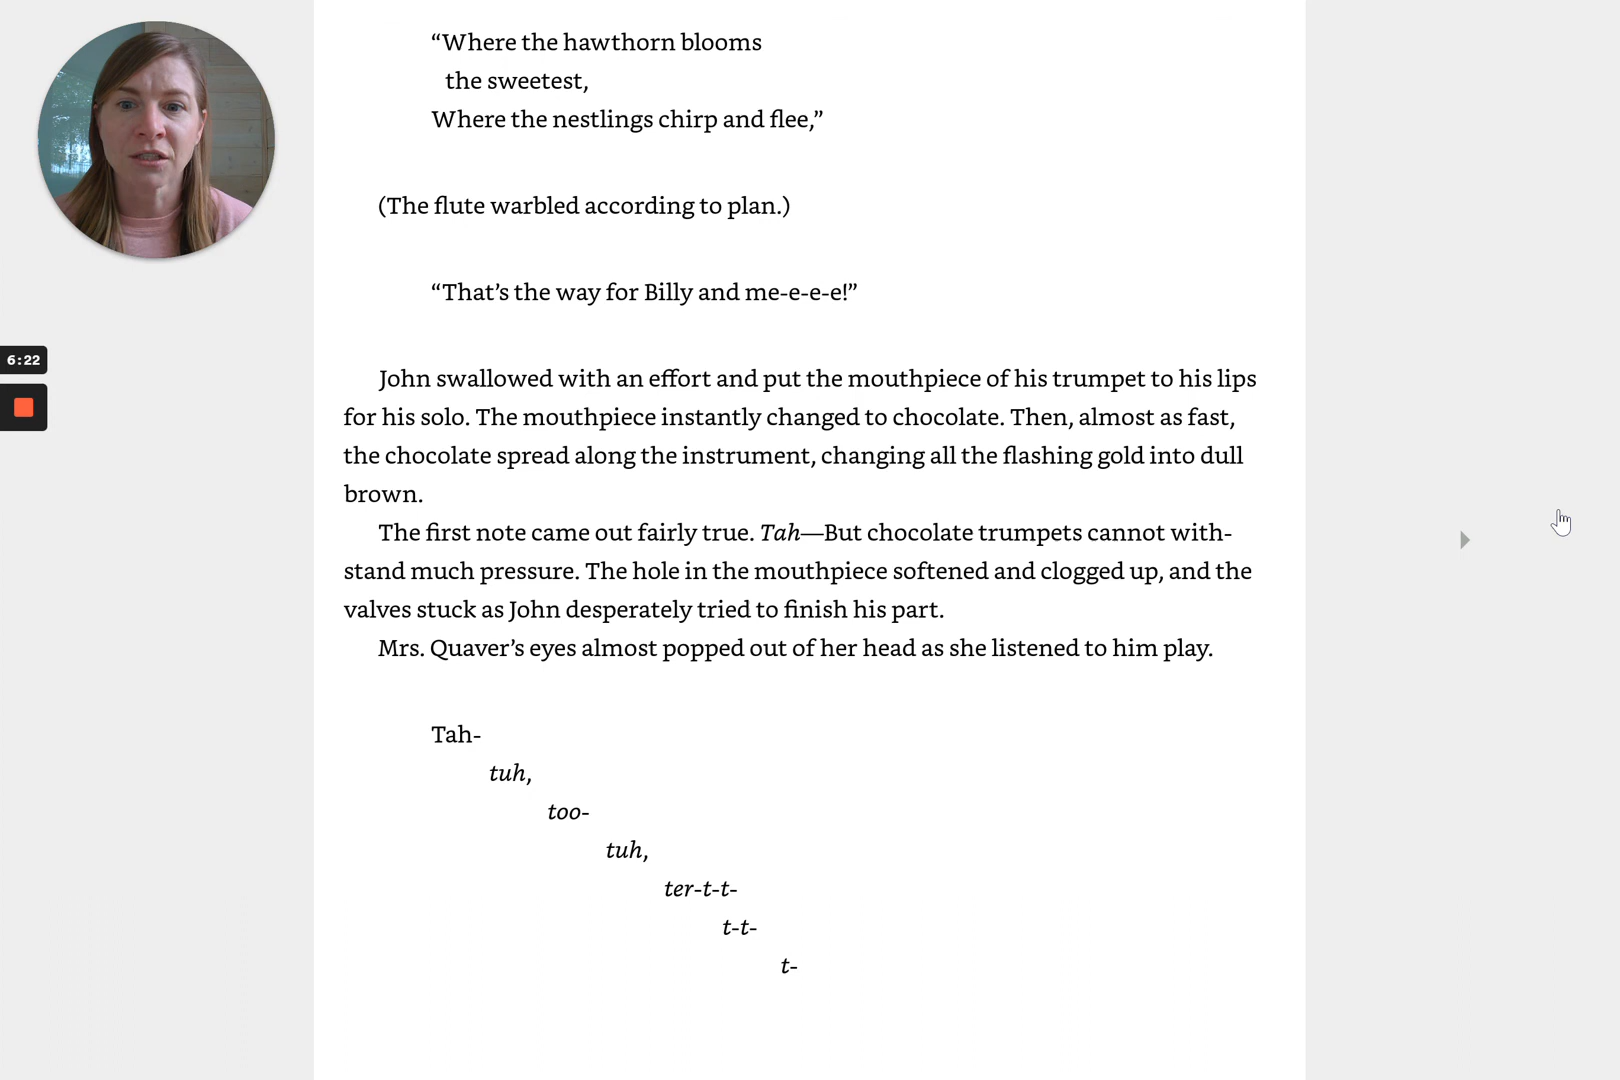 “Where the hawthorn blooms
the sweetest,
Where the nestlings chirp and flee,”
(The flute warbled according to plan.)
“That’s the way for Billy and me-e-e-e!”
6:22
John swallowed with an effort and put the mouthpiece of his trumpet to his lips
for his solo. The mouthpiece instantly changed to chocolate. Then, almost as fast,
the chocolate spread along the instrument, changing all the flashing gold into dull
brown.
The first note came out fairly true. Tah—But chocolate trumpets cannot with-
stand much pressure. The hole in the mouthpiece softened and clogged up, and the
valves stuck as John desperately tried to finish his part.
Mrs. Quaver’s eyes almost popped out of her head as she listened to him play.
Tah-
tuh,
too-
tuh,
ter-t-t-
t-t-
t-